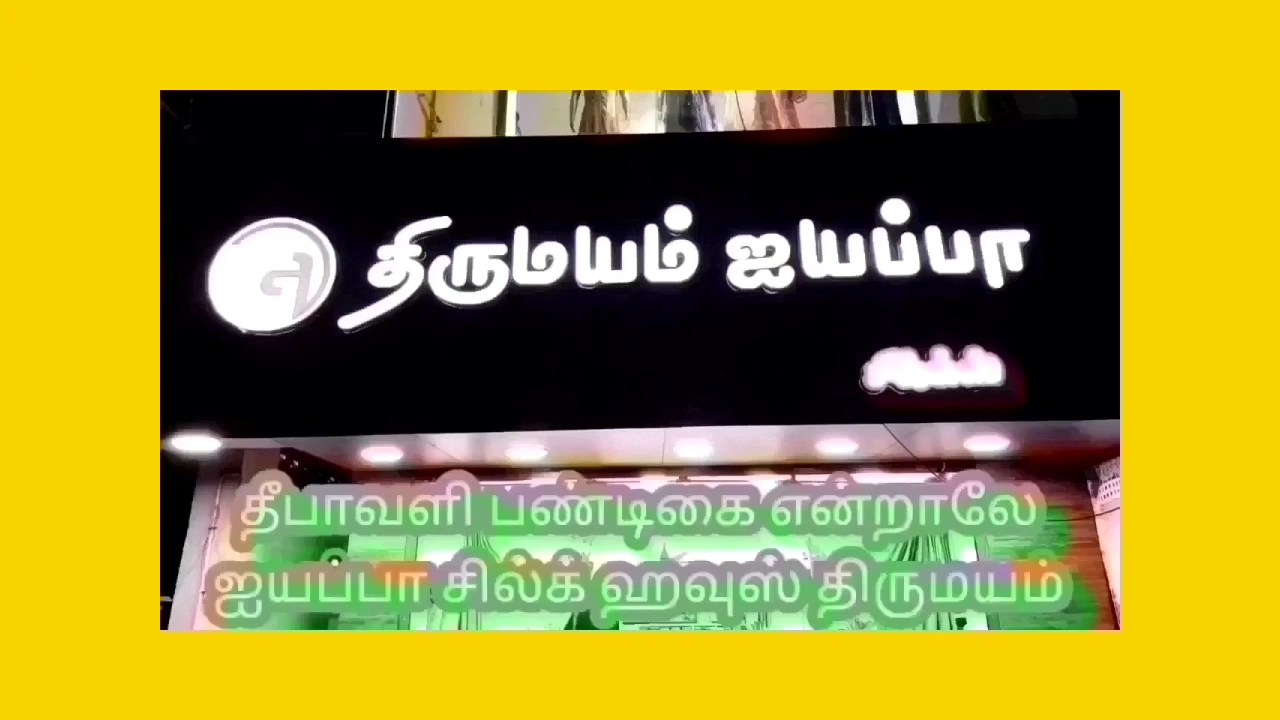 திருமயம் ஐயப்பா
தீபாவளி பண்டிகை என்றாலே
ஐயப்பா சில்க் ஹவுஸ் திருமயம்